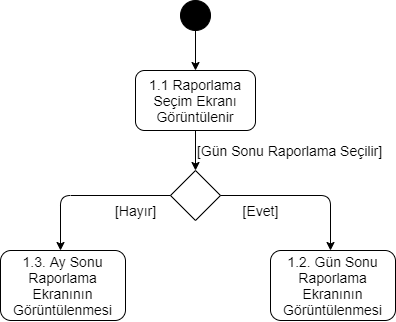 1.1 Raporlama
Seçim Ekranı
Görüntülenir
[Gün Sonu Raporlama Seçilir]
[Hayır]
[Evet]
1.3. Ay Sonu
Raporlama
Ekranının
Görüntülenmesi
1.2. Gün Sonu
Raporlama
Ekranının
Görüntülenmesi